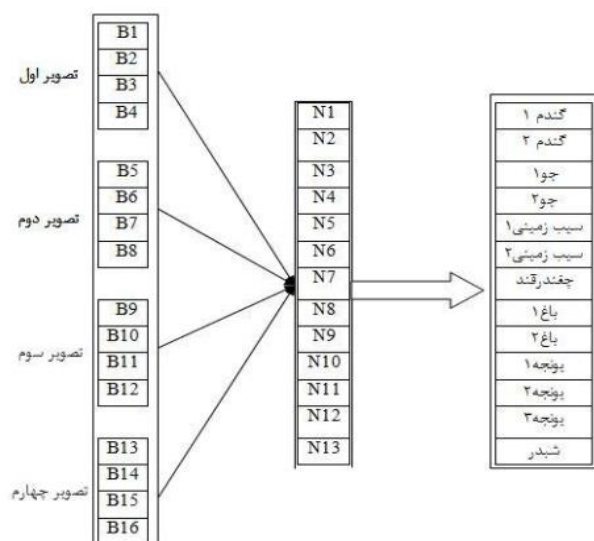 تصویر اول
B1
B2
B3
B4
تصویر دوم
B5
B6
B7
B8
تصویر سوم
B9
B10
B11
B12
تصویر چهارم
B13
B14
B15
B16
N1
N2
N3
N4
N5
N6
N7
N8
N9
N10
N11
N12
N13
گندم ۱
گندم ۲
جو۱
جو۲
سیب زمینی۱
سیب زمینی۲
چغندرقند
باغ۱
باغ۲
یونجه۱
یونجه۲
یونجه۳
شبدر